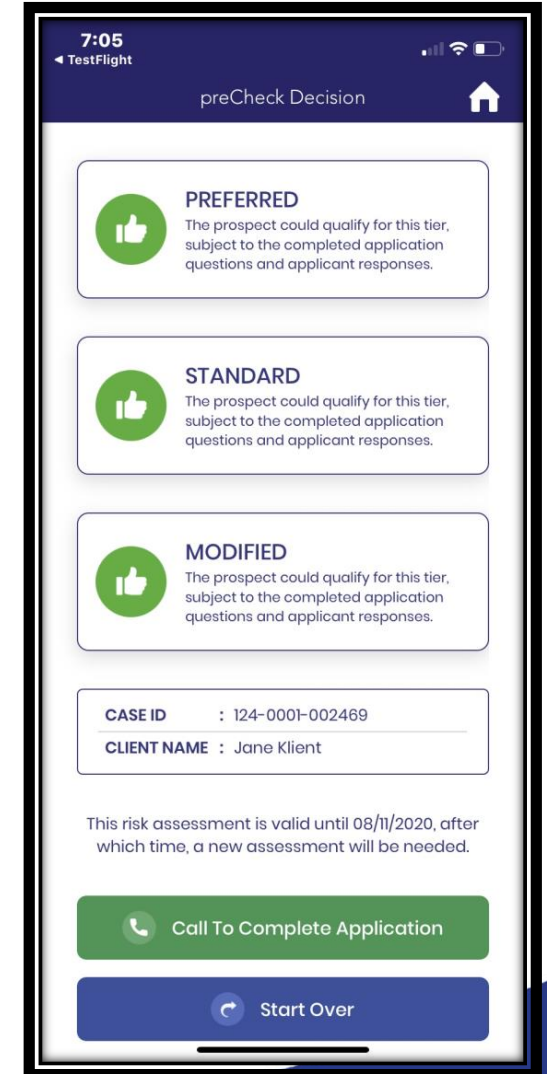 7:05
◄ TestFlight
preCheck Decision
PREFERRED
The prospect could qualify for this tier,
subject to the completed application
questions and applicant responses.
STANDARD
The prospect could qualify for this tier,
subject to the completed application
questions and applicant responses.
MODIFIED
The prospect could qualify for this tier,
subject to the completed application
questions and applicant responses.
CASE ID : 124-0001-002469
CLIENT NAME : Jane Klient
This risk assessment is valid until 08/11/2020, after
which time, a new assessment will be needed.
Call To Complete Application
Start Over